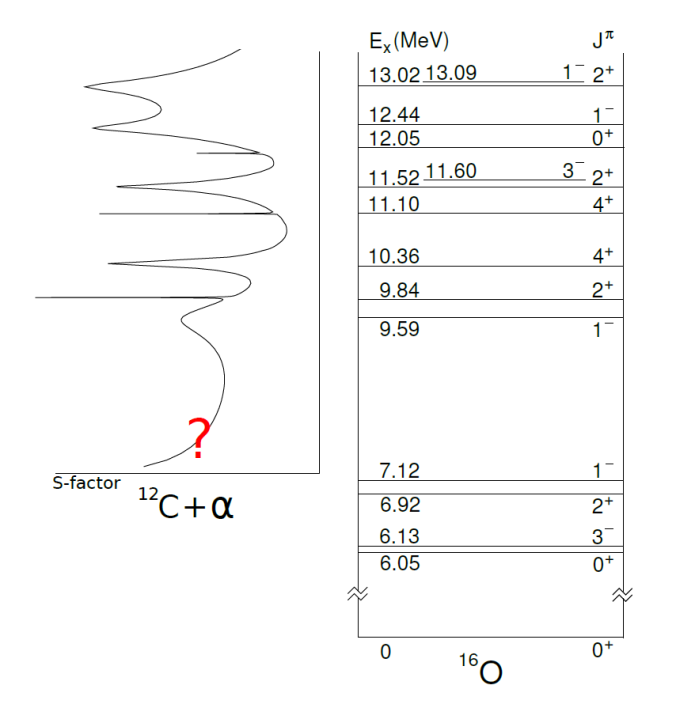 E_x(MeV) J^π
13.02 13.09 1⁻ 2⁺
12.44 1⁻
12.05 0⁺
11.52 11.60 3⁻ 2⁺
11.10 4⁺
10.36 4⁺
9.84 2⁺
9.59 1⁻
?
7.12 1⁻
S-factor
¹²C+α
6.92 2⁺
6.13 3⁻
6.05 0⁺
0 0⁺
¹⁶O